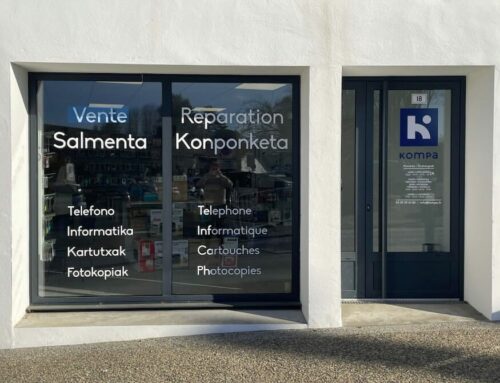 Vente
Salmenta
Telefono
Informatika
Kartutxak
Fotokopiak
Reparation
Konponketa
Telephone
Informatique
Cartouches
Photocopies
18
KOMPA